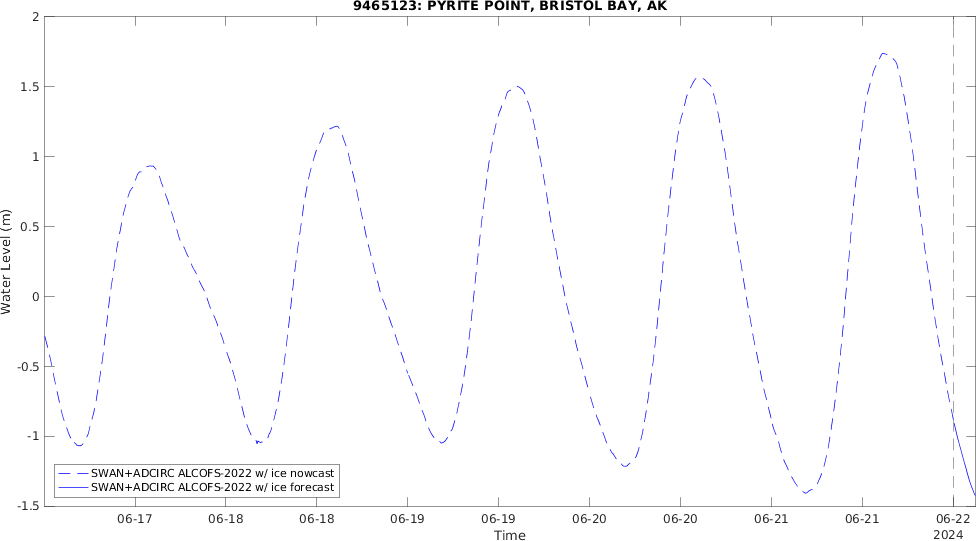 9465123: PYRITE POINT, BRISTOL BAY, AK
Water Level (m)
2
1.5
1
0.5
0
-0.5
-1
-1.5
SWAN+ADCIRC ALCOFS-2022 w/ ice nowcast
SWAN+ADCIRC ALCOFS-2022 w/ ice forecast
06-17 06-18 06-18 06-19 06-19 06-20 06-20 06-21 06-21 06-22
2024
Time